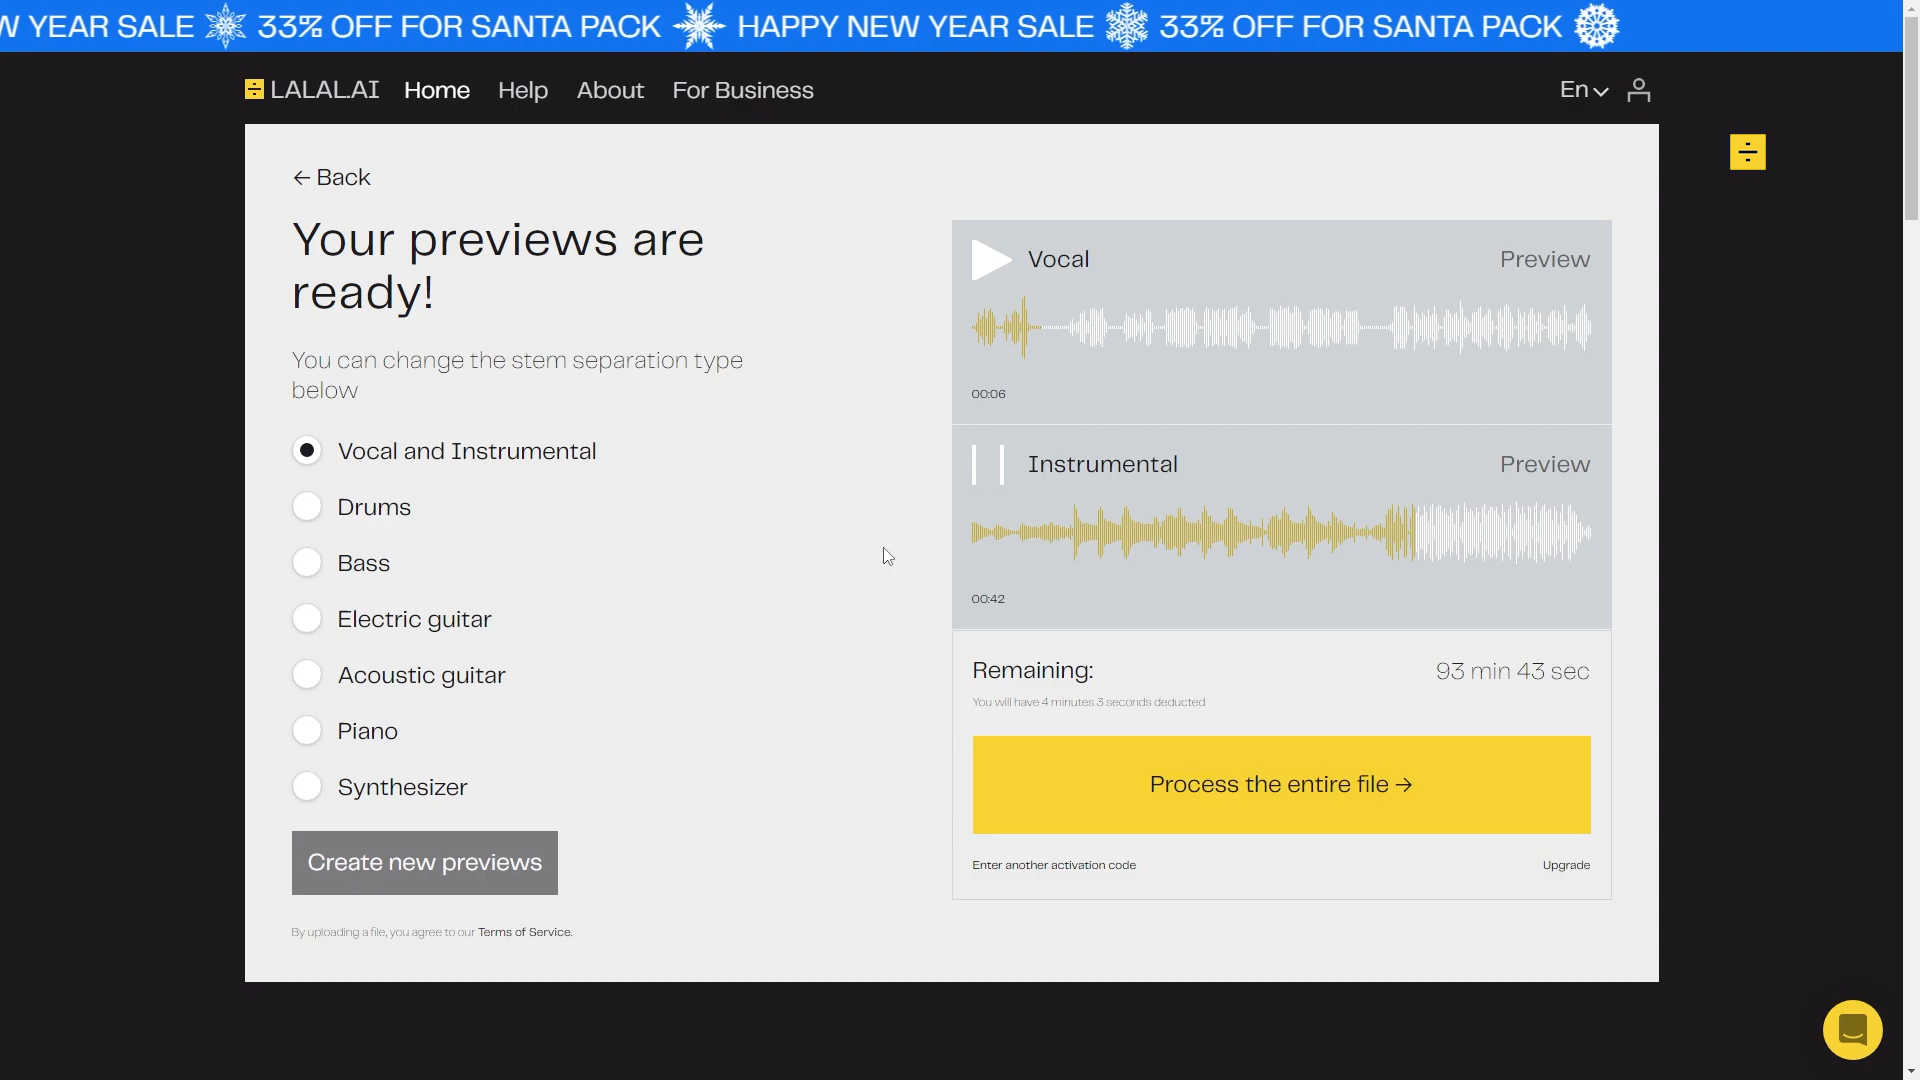 YEAR SALE 33% OFF FOR SANTA PACK HAPPY NEW YEAR SALE 33% OFF FOR SANTA PACK
LALAL.AI Home Help About For Business En
← Back
Your previews are
ready!
You can change the stem separation type
below
Vocal and Instrumental
Drums
Bass
Electric guitar
Acoustic guitar
Piano
Synthesizer
Create new previews
By uploading a file, you agree to our Terms of Service.
Vocal Preview
00:06
Instrumental Preview
00:42
Remaining: 93 min 43 sec
You will have 4 minutes 3 seconds deducted
Process the entire file →
Enter another activation code Upgrade